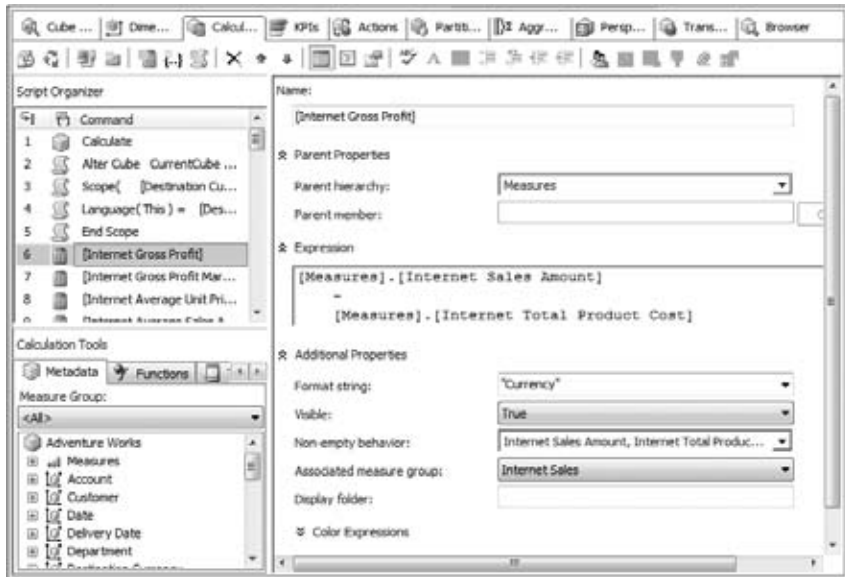 Cube ... Dime... Calcul... KPIs Actions Partiti... Aggr... Persp... Trans... Browser
Script Organizer
Command
1 Calculate
2 Alter Cube CurrentCube ...
3 Scope( [Destination Cu...
4 Language( This ) = [Des...
5 End Scope
6 [Internet Gross Profit]
7 [Internet Gross Profit Mar...
8 [Internet Average Unit Pri...
Calculation Tools
Metadata Functions
Measure Group:
<All>
Adventure Works
Measures
Account
Customer
Date
Delivery Date
Department
Name:
[Internet Gross Profit]
Parent Properties
Parent hierarchy: Measures
Parent member:
Expression
[Measures].[Internet Sales Amount]
-
[Measures].[Internet Total Product Cost]
Additional Properties
Format string: "Currency"
Visible: True
Non-empty behavior: Internet Sales Amount, Internet Total Produc...
Associated measure group: Internet Sales
Display folder:
Color Expressions